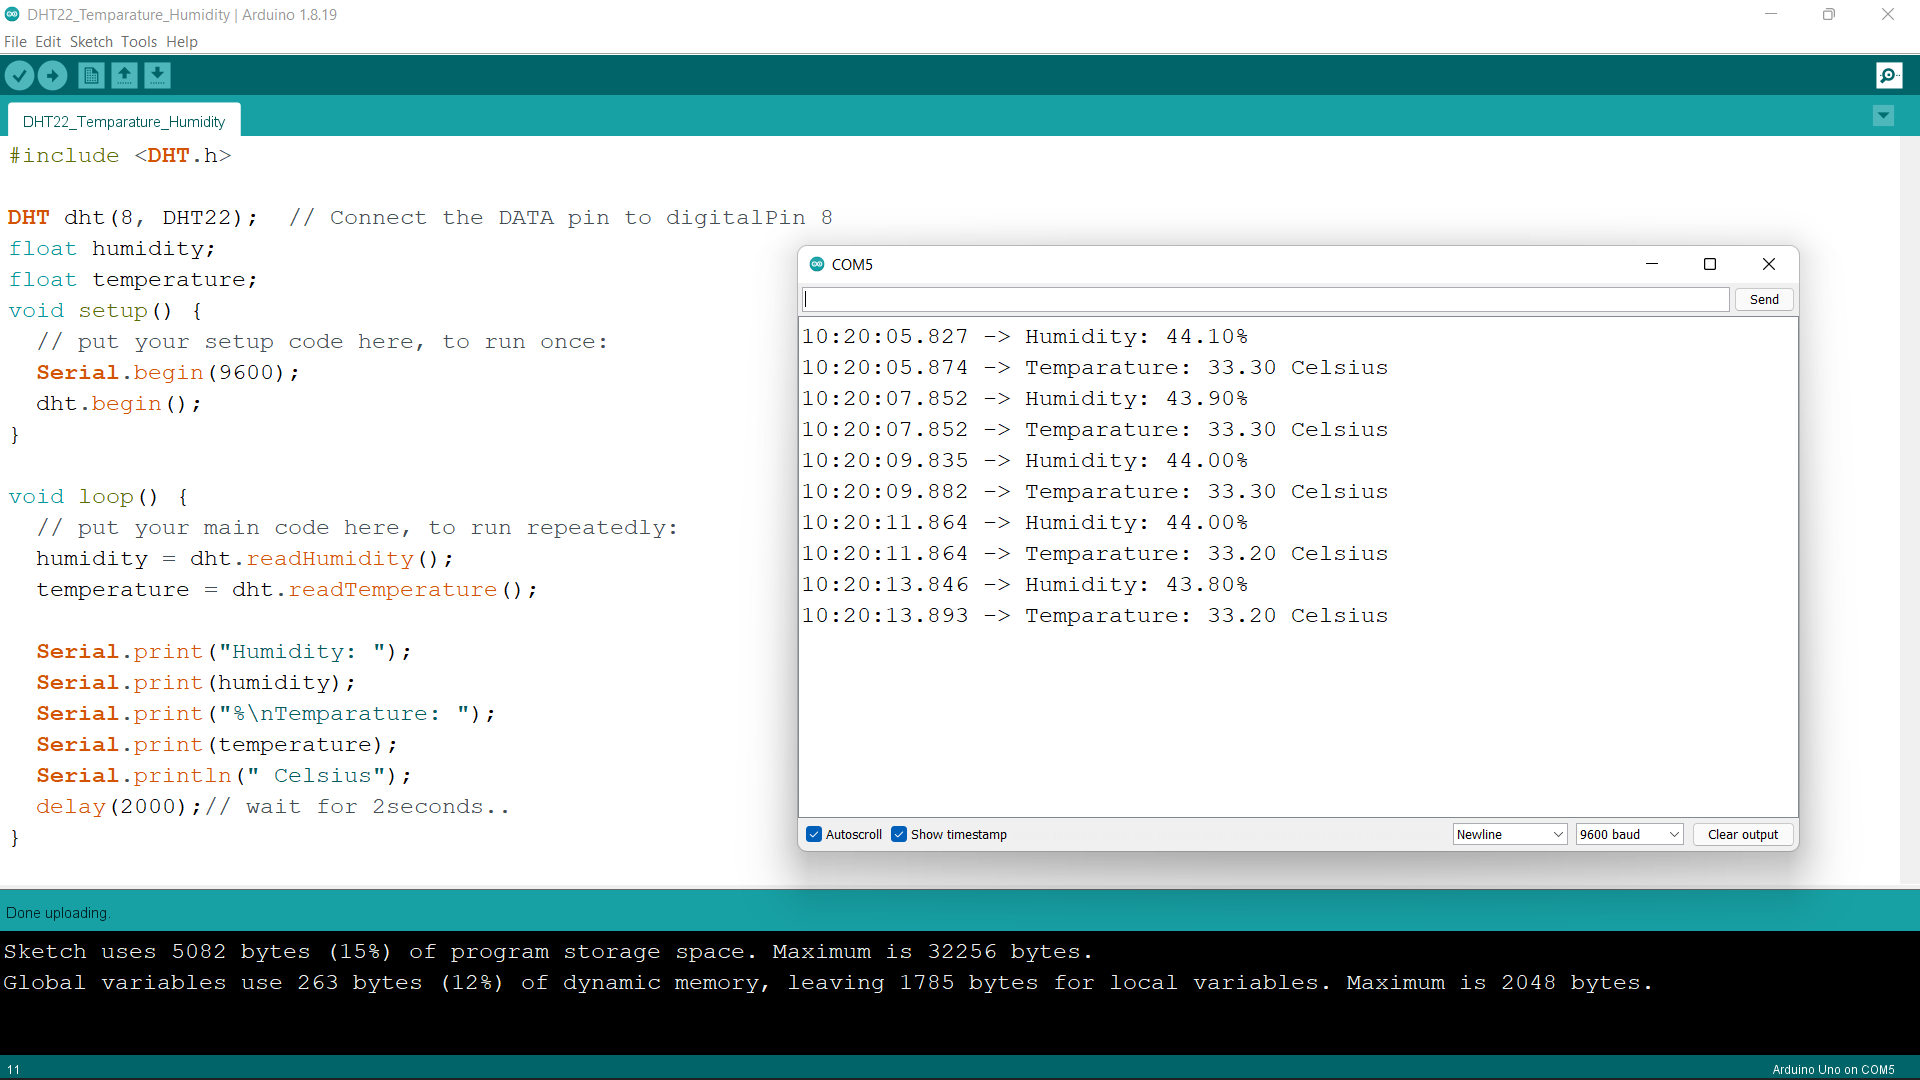 DHT22_Temparature_Humidity | Arduino 1.8.19
File Edit Sketch Tools Help
DHT22_Temparature_Humidity
#include <DHT.h>
DHT dht(8, DHT22);  // Connect the DATA pin to digitalPin 8
float humidity;
float temperature;
void setup() {
  // put your setup code here, to run once:
  Serial.begin(9600);
  dht.begin();
}
void loop() {
  // put your main code here, to run repeatedly:
  humidity = dht.readHumidity();
  temperature = dht.readTemperature();
  Serial.print("Humidity: ");
  Serial.print(humidity);
  Serial.print("%\nTemparature: ");
  Serial.print(temperature);
  Serial.println(" Celsius");
  delay(2000);// wait for 2seconds..
}
COM5
Send
10:20:05.827 -> Humidity: 44.10%
10:20:05.874 -> Temparature: 33.30 Celsius
10:20:07.852 -> Humidity: 43.90%
10:20:07.852 -> Temparature: 33.30 Celsius
10:20:09.835 -> Humidity: 44.00%
10:20:09.882 -> Temparature: 33.30 Celsius
10:20:11.864 -> Humidity: 44.00%
10:20:11.864 -> Temparature: 33.20 Celsius
10:20:13.846 -> Humidity: 43.80%
10:20:13.893 -> Temparature: 33.20 Celsius
Autoscroll Show timestamp Newline 9600 baud Clear output
Done uploading.
Sketch uses 5082 bytes (15%) of program storage space. Maximum is 32256 bytes.
Global variables use 263 bytes (12%) of dynamic memory, leaving 1785 bytes for local variables. Maximum is 2048 bytes.
11 Arduino Uno on COM5